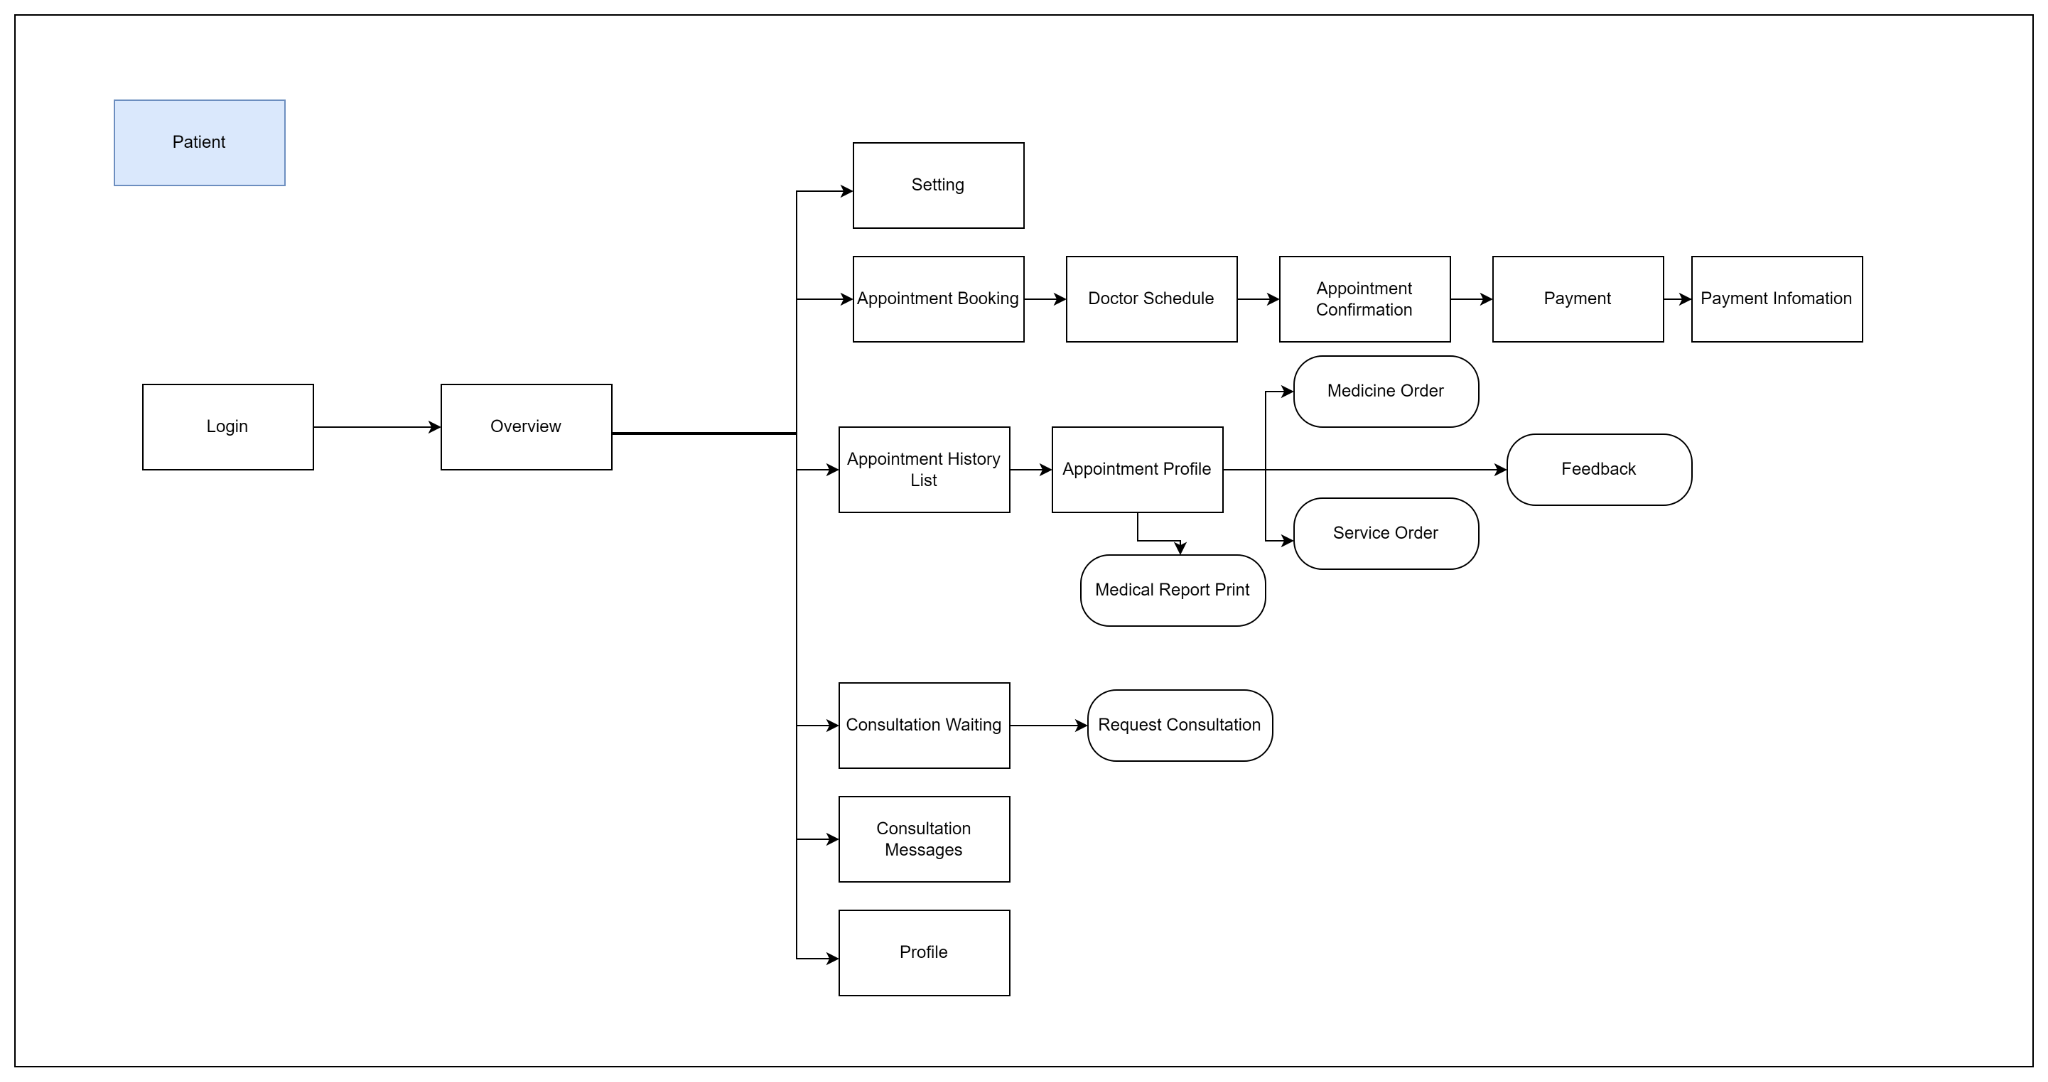 Patient
Setting
Appointment Booking
Doctor Schedule
Appointment
Confirmation
Payment
Payment Infomation
Login
Overview
Medicine Order
Appointment History
List
Appointment Profile
Feedback
Service Order
Medical Report Print
Consultation Waiting
Request Consultation
Consultation
Messages
Profile